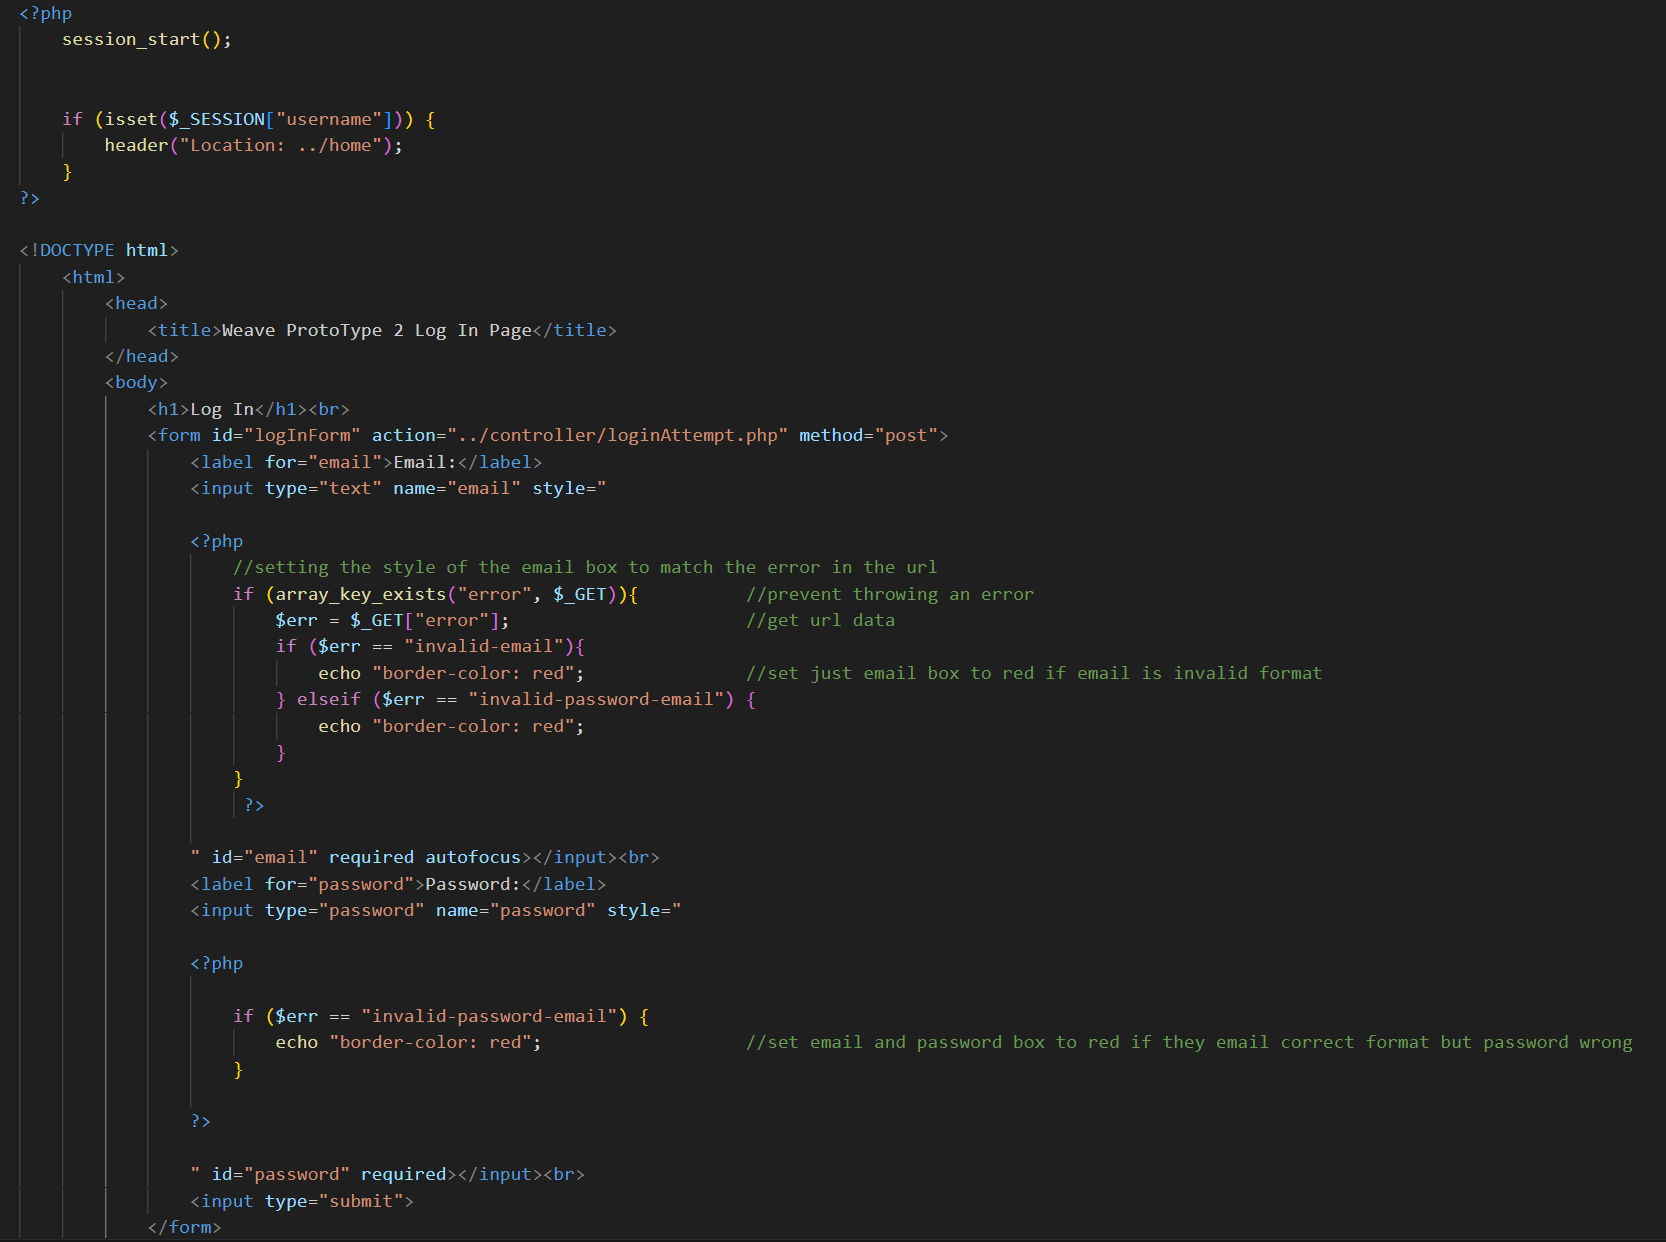 <?php
session_start();
if (isset($_SESSION["username"])) {
header("Location: ../home");
}
?>
<!DOCTYPE html>
<html>
<head>
<title>Weave ProtoType 2 Log In Page</title>
</head>
<body>
<h1>Log In</h1><br>
<form id="logInForm" action="../controller/loginAttempt.php" method="post">
<label for="email">Email:</label>
<input type="text" name="email" style="
<?php
//setting the style of the email box to match the error in the url
if (array_key_exists("error", $_GET)){ //prevent throwing an error
$err = $_GET["error"]; //get url data
if ($err == "invalid-email"){
echo "border-color: red"; //set just email box to red if email is invalid format
} elseif ($err == "invalid-password-email") {
echo "border-color: red";
}
}
?>
" id="email" required autofocus></input><br>
<label for="password">Password:</label>
<input type="password" name="password" style="
<?php
if ($err == "invalid-password-email") {
echo "border-color: red"; //set email and password box to red if they email correct format but password wrong
}
?>
" id="password" required></input><br>
<input type="submit">
</form>